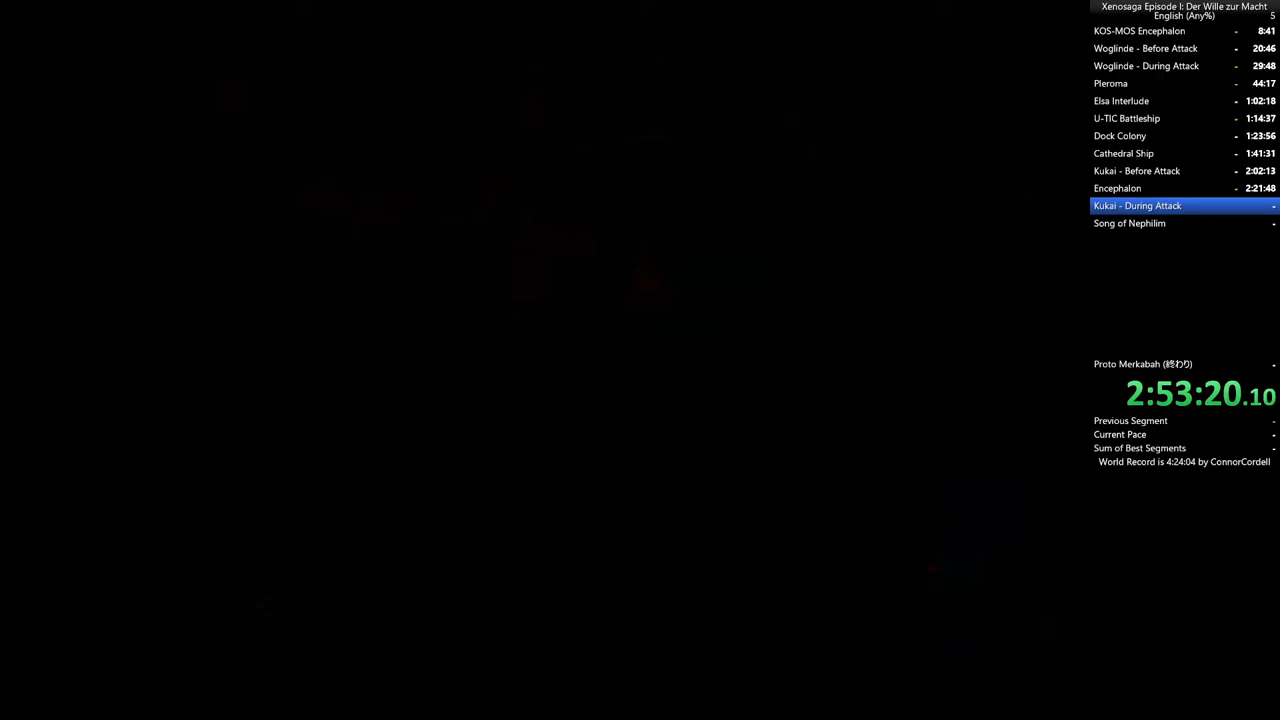 Xenosaga Episode I: Der Wille zur Macht
English (Any%) 5
KOS-MOS Encephalon - 8:41
Woglinde - Before Attack - 20:46
Woglinde - During Attack - 29:48
Pleroma - 44:17
Elsa Interlude - 1:02:18
U-TIC Battleship - 1:14:37
Dock Colony - 1:23:56
Cathedral Ship - 1:41:31
Kukai - Before Attack - 2:02:13
Encephalon - 2:21:48
Kukai - During Attack -
Song of Nephilim -
Proto Merkabah (終わり) -
2:53:20.10
Previous Segment -
Current Pace -
Sum of Best Segments -
World Record is 4:24:04 by ConnorCordell